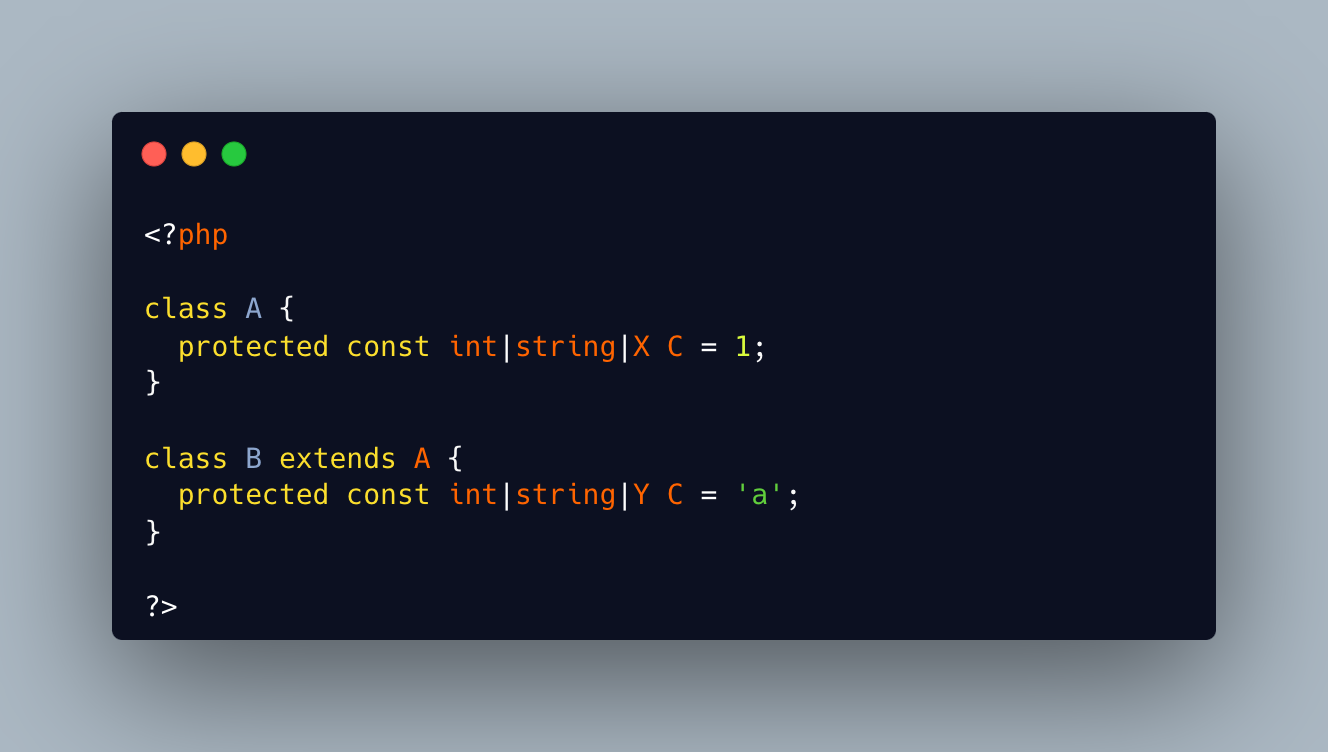 <?php
class A {
  protected const int|string|X C = 1;
}
class B extends A {
  protected const int|string|Y C = 'a';
}
?>